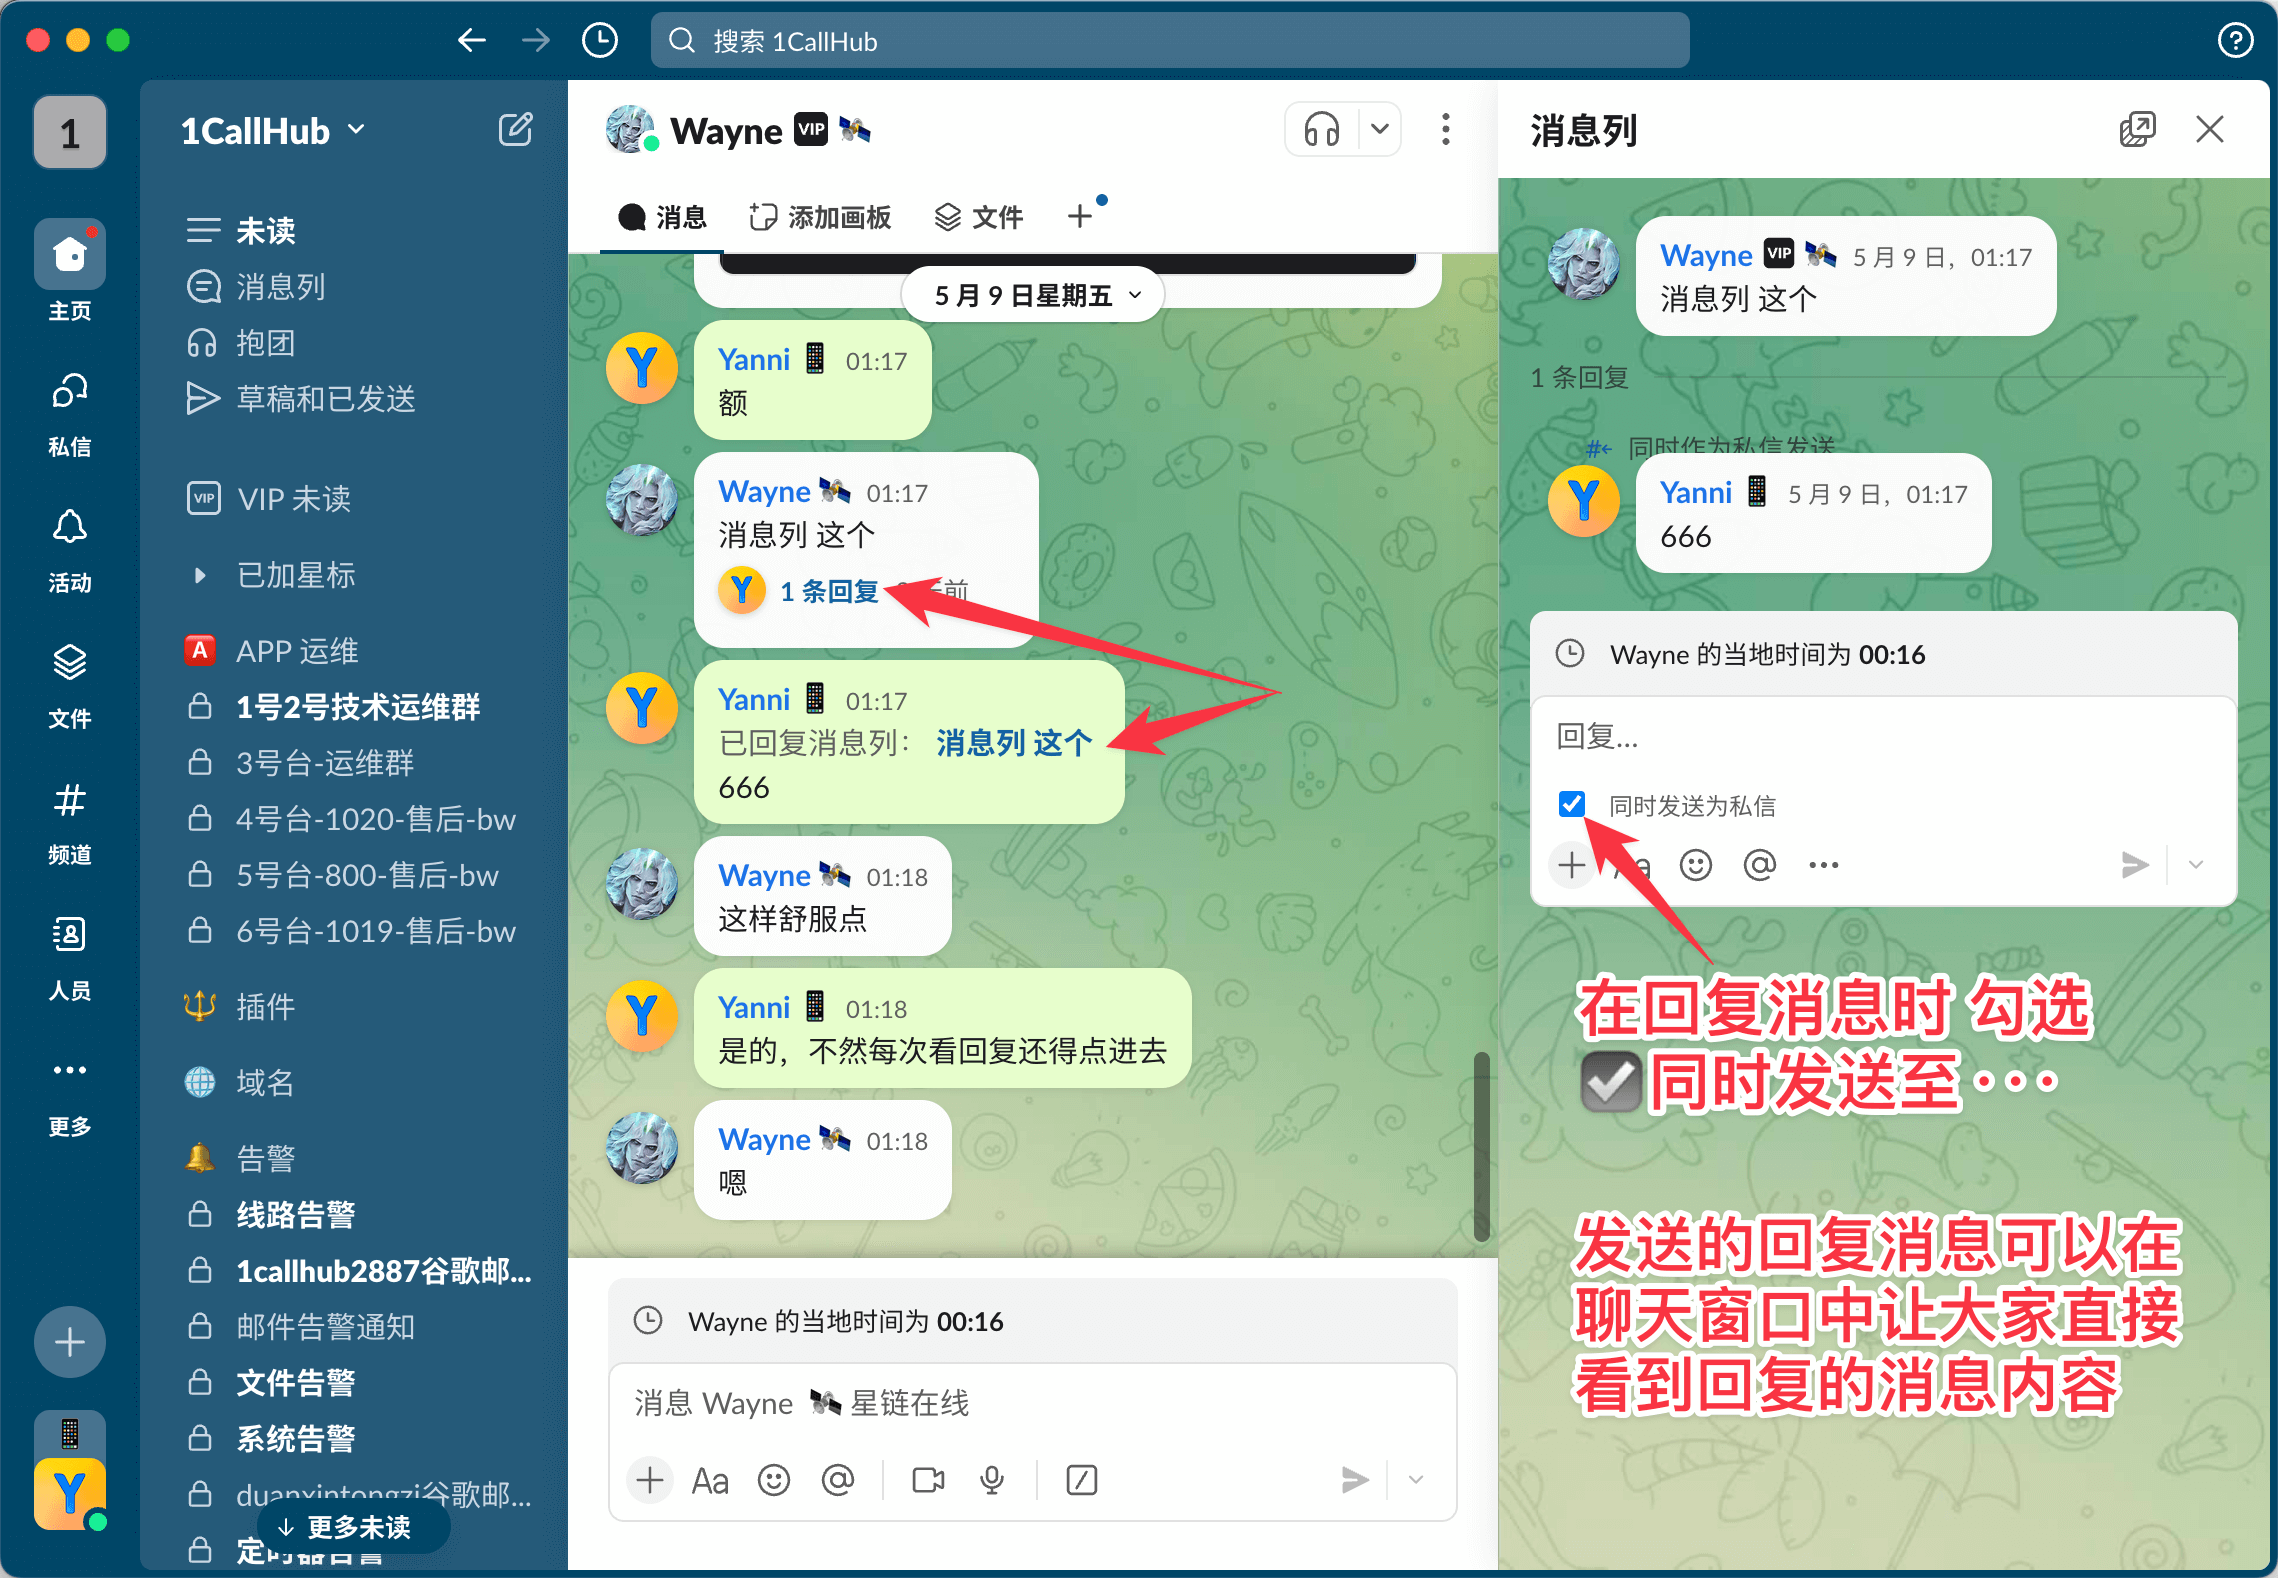 搜索 1CallHub
1
主页
私信
活动
文件
频道
人员
更多
Y
1CallHub
未读
消息列
抱团
草稿和已发送
VIP VIP 未读
已加星标
A APP 运维
1号2号技术运维群
3号台-运维群
4号台-1020-售后-bw
5号台-800-售后-bw
6号台-1019-售后-bw
插件
域名
告警
线路告警
1callhub2887谷歌邮...
邮件告警通知
文件告警
系统告警
duanxintongzi谷歌邮...
更多未读
定时器告警
Wayne VIP
消息 添加画板 文件
5 月 9 日星期五
Y
Yanni 01:17
额
Wayne 01:17
消息列 这个
Y 1 条回复 天前
Y
Yanni 01:17
已回复消息列： 消息列 这个
666
Wayne 01:18
这样舒服点
Y
Yanni 01:18
是的，不然每次看回复还得点进去
Wayne 01:18
嗯
Wayne 的当地时间为 00:16
消息 Wayne 星链在线
Aa
消息列
Wayne VIP 5 月 9 日，01:17
消息列 这个
1 条回复
同时作为私信发送
Y
Yanni 5 月 9 日，01:17
666
Wayne 的当地时间为 00:16
回复...
同时发送为私信
Aa
在回复消息时 勾选
同时发送至 ···
发送的回复消息可以在
聊天窗口中让大家直接
看到回复的消息内容